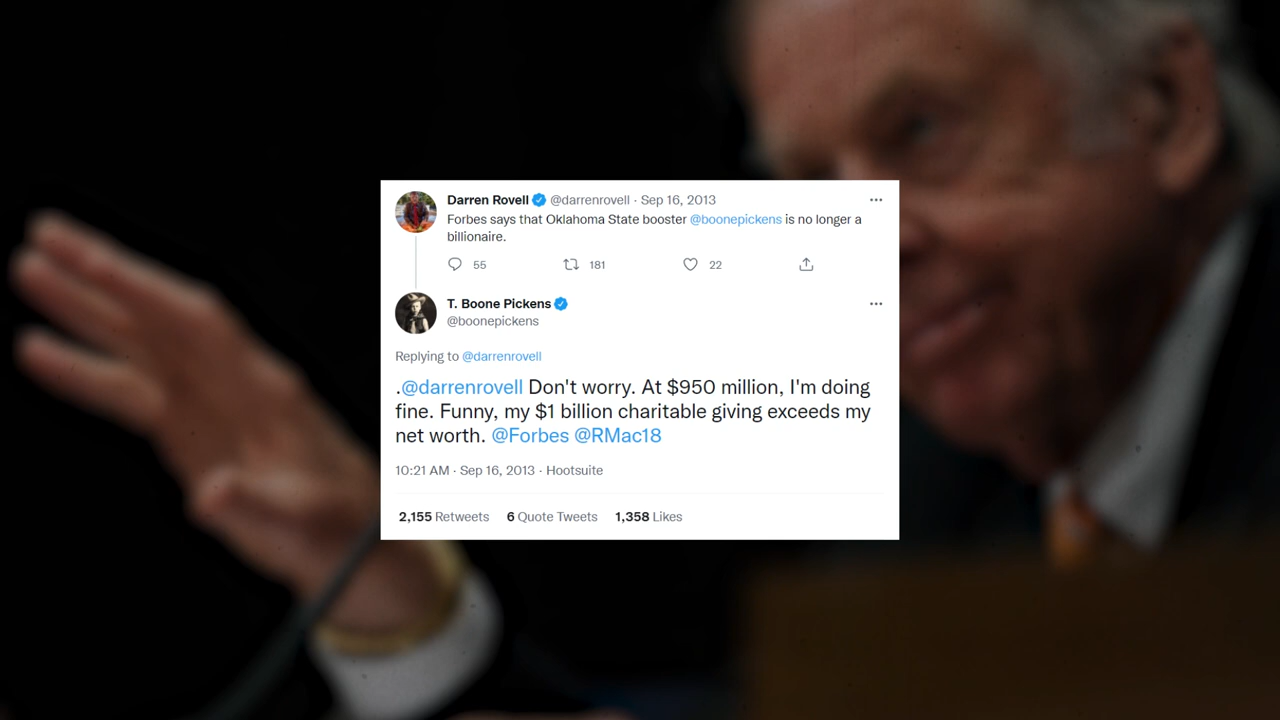 Darren Rovell @darrenrovell · Sep 16, 2013
Forbes says that Oklahoma State booster @boonepickens is no longer a
billionaire.
55 181 22
T. Boone Pickens
@boonepickens
Replying to @darrenrovell
.@darrenrovell Don't worry. At $950 million, I'm doing
fine. Funny, my $1 billion charitable giving exceeds my
net worth. @Forbes @RMac18
10:21 AM · Sep 16, 2013 · Hootsuite
2,155 Retweets 6 Quote Tweets 1,358 Likes